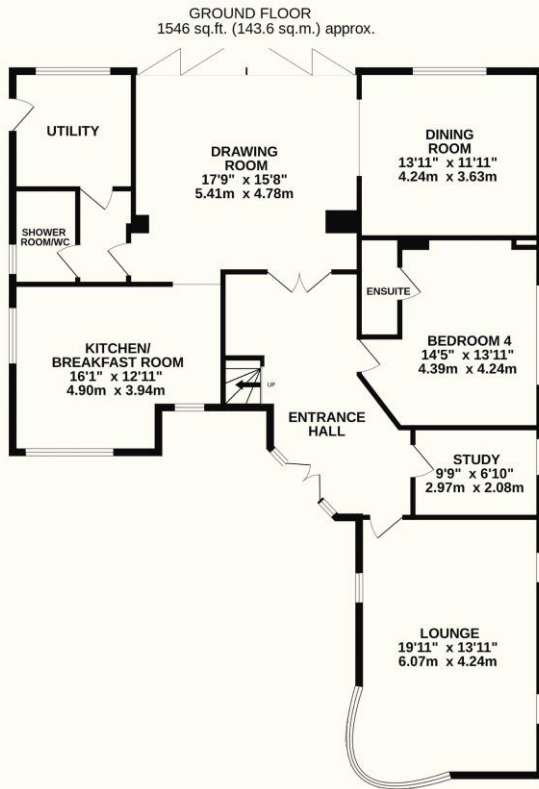 GROUND FLOOR
1546 sq.ft. (143.6 sq.m.) approx.
UTILITY
DRAWING
ROOM
17'9" x 15'8"
5.41m x 4.78m
DINING
ROOM
13'11" x 11'11"
4.24m x 3.63m
SHOWER
ROOM/WC
ENSUITE
BEDROOM 4
14'5" x 13'11"
4.39m x 4.24m
KITCHEN/
BREAKFAST ROOM
16'1" x 12'11"
4.90m x 3.94m
UP
ENTRANCE
HALL
STUDY
9'9" x 6'10"
2.97m x 2.08m
LOUNGE
19'11" x 13'11"
6.07m x 4.24m